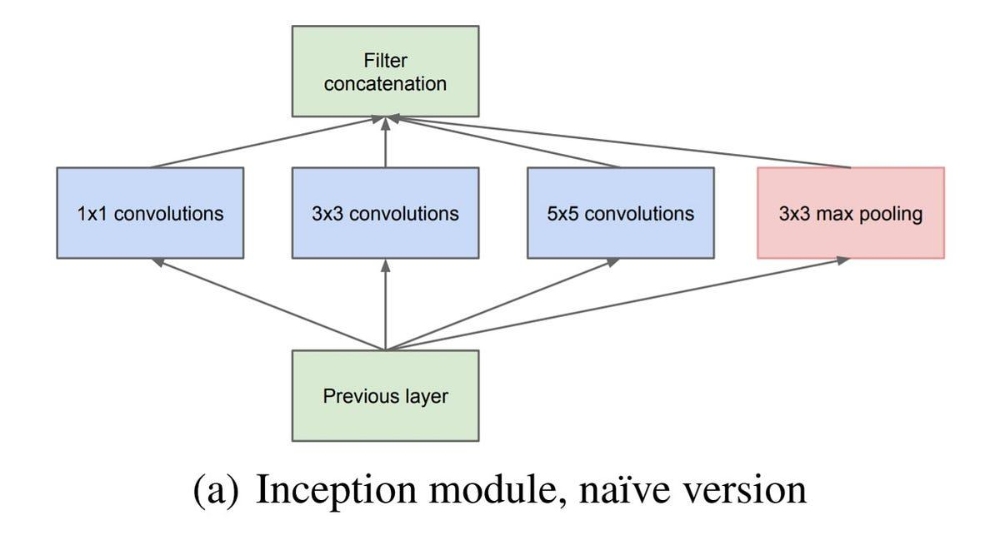 Filter
concatenation
1x1 convolutions
3x3 convolutions
5x5 convolutions
3x3 max pooling
Previous layer
(a) Inception module, naïve version